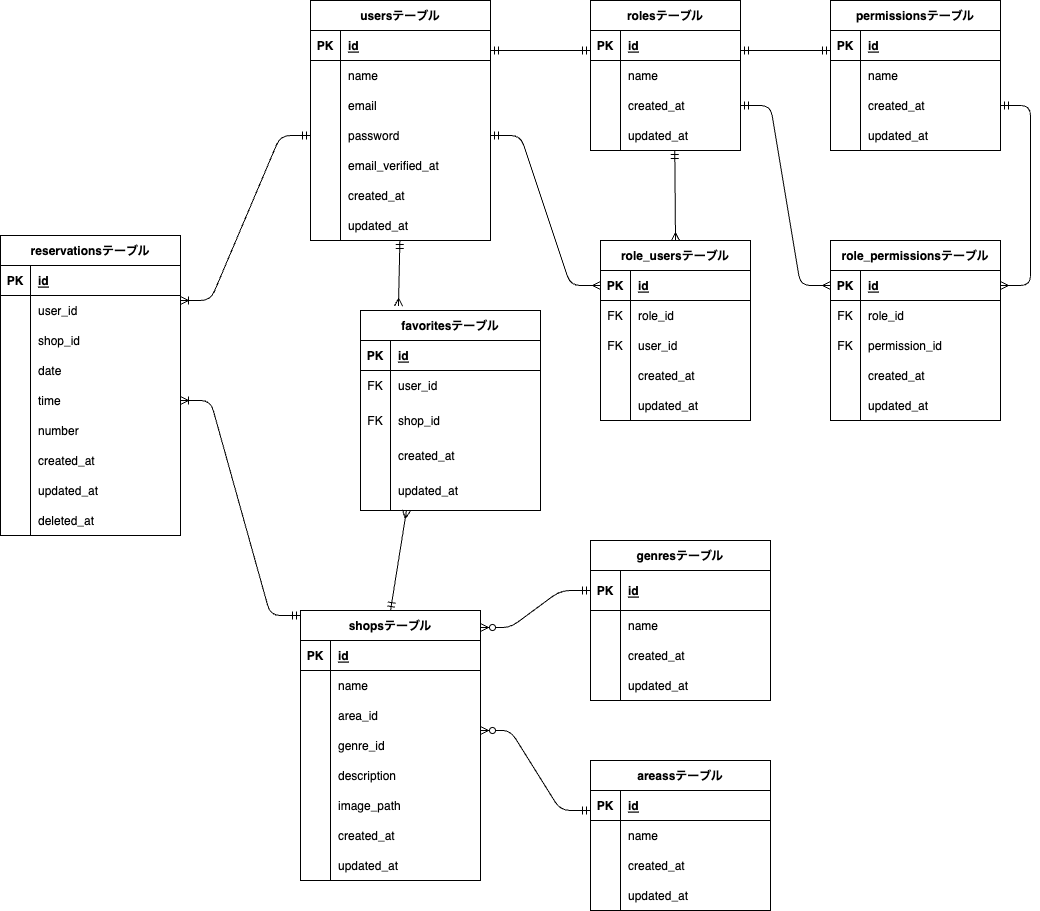 usersテーブル
PK id
name
email
password
email_verified_at
created_at
updated_at
rolesテーブル
PK id
name
created_at
updated_at
permissionsテーブル
PK id
name
created_at
updated_at
reservationsテーブル
PK id
user_id
shop_id
date
time
number
created_at
updated_at
deleted_at
favoritesテーブル
PK id
FK user_id
FK shop_id
created_at
updated_at
role_usersテーブル
PK id
FK role_id
FK user_id
created_at
updated_at
role_permissionsテーブル
PK id
FK role_id
FK permission_id
created_at
updated_at
shopsテーブル
PK id
name
area_id
genre_id
description
image_path
created_at
updated_at
genresテーブル
PK id
name
created_at
updated_at
areassテーブル
PK id
name
created_at
updated_at